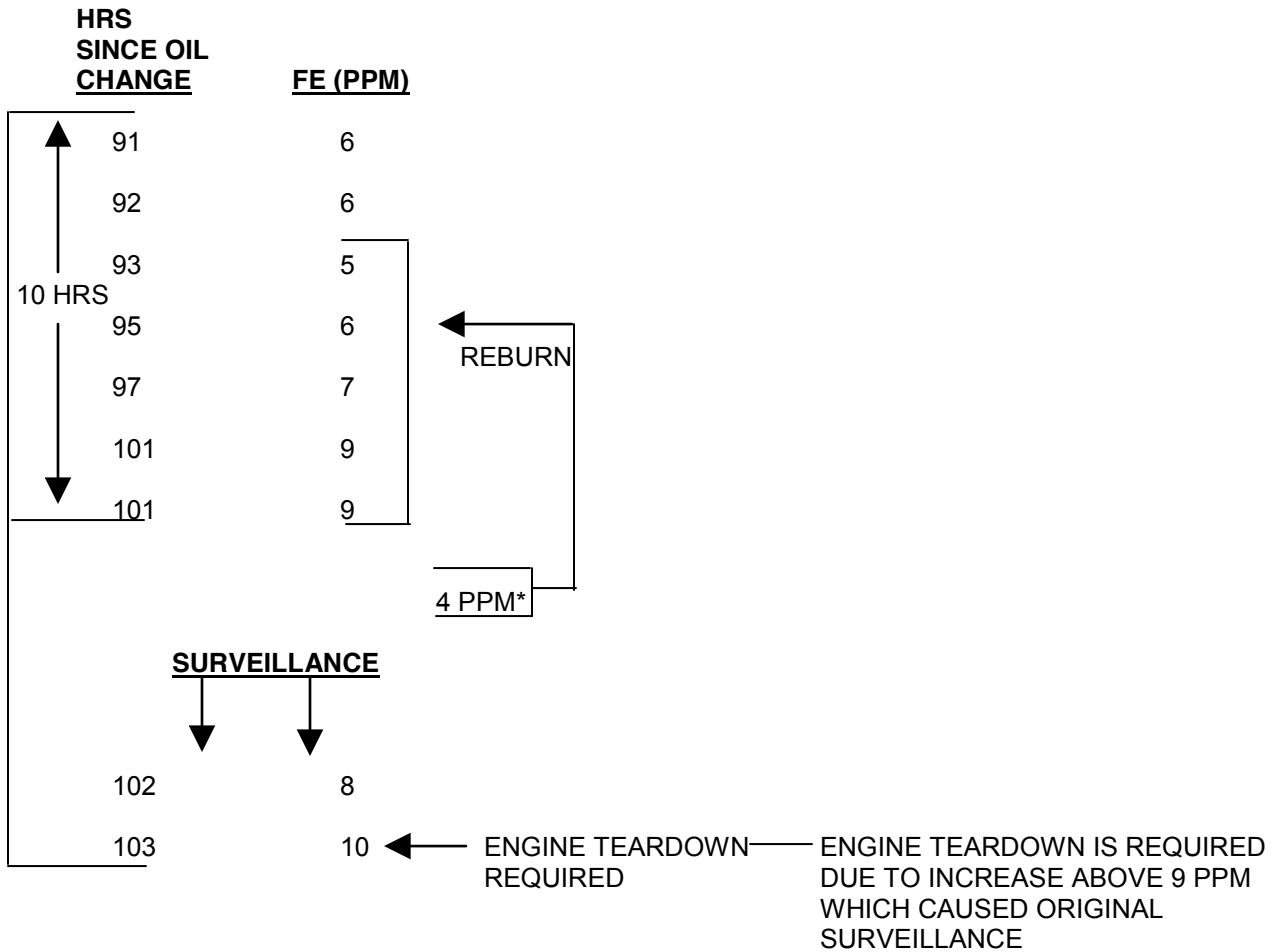 HRS
SINCE OIL
CHANGE FE (PPM)
91 6
92 6
93 5
10 HRS
95 6
REBURN
97 7
101 9
101 9
4 PPM*
SURVEILLANCE
102 8
103 10 ENGINE TEARDOWN ENGINE TEARDOWN IS REQUIRED
REQUIRED DUE TO INCREASE ABOVE 9 PPM
WHICH CAUSED ORIGINAL
SURVEILLANCE